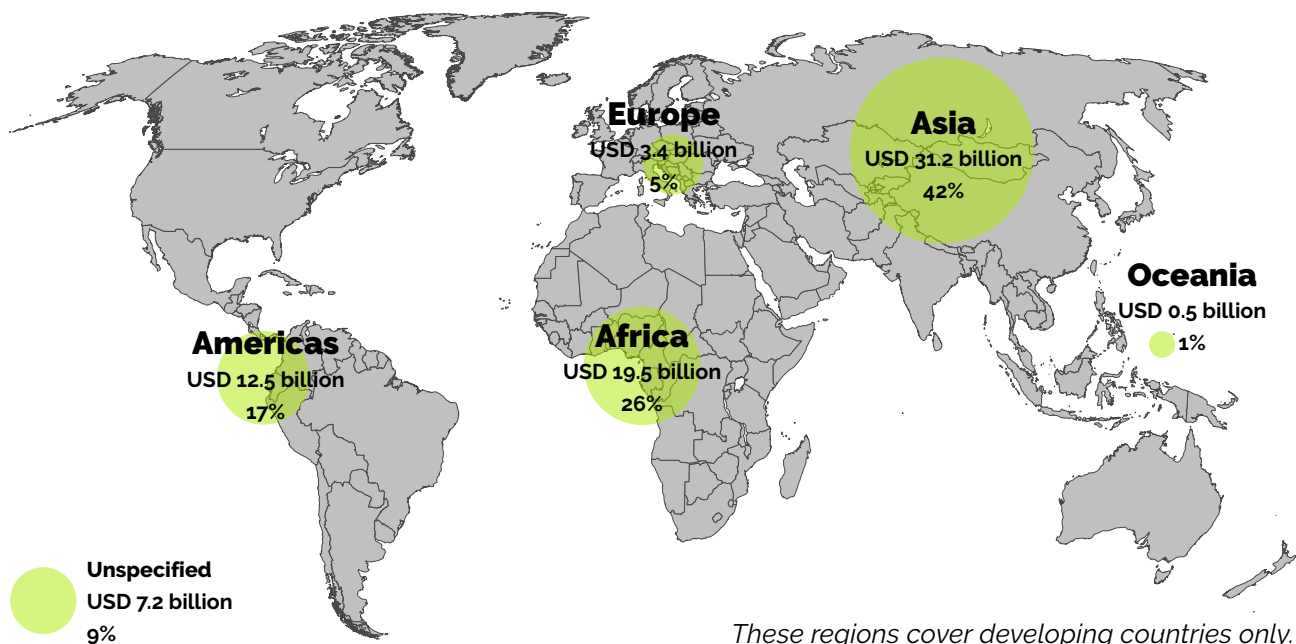 Europe
USD 3.4 billion
5%
Asia
USD 31.2 billion
42%
Oceania
USD 0.5 billion
1%
Americas
USD 12.5 billion
17%
Africa
USD 19.5 billion
26%
Unspecified
USD 7.2 billion
9%
These regions cover developing countries only.